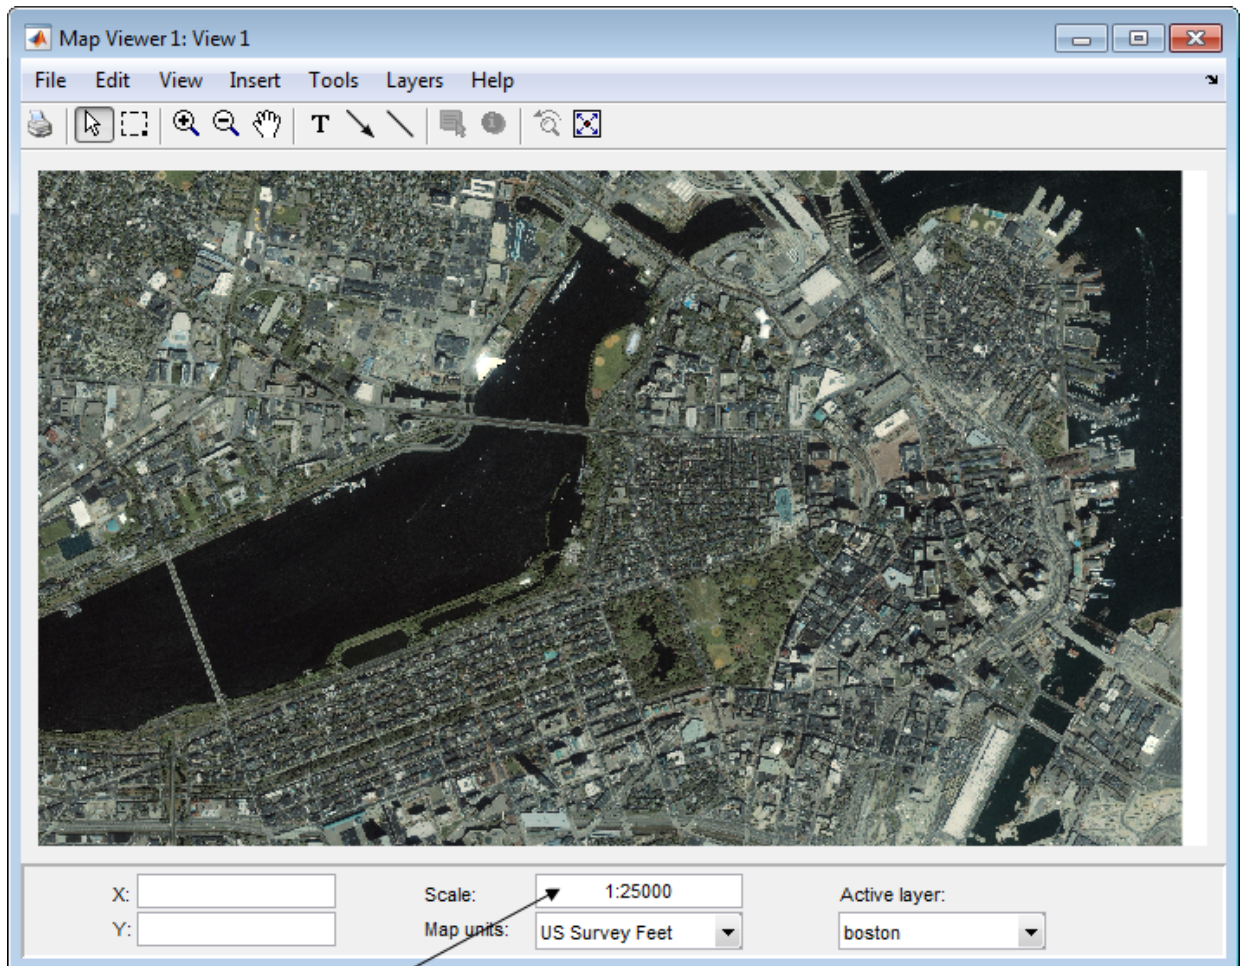 Map Viewer 1: View 1
File Edit View Insert Tools Layers Help
T
X: Scale: 1:25000 Active layer:
Y: Map units: US Survey Feet boston